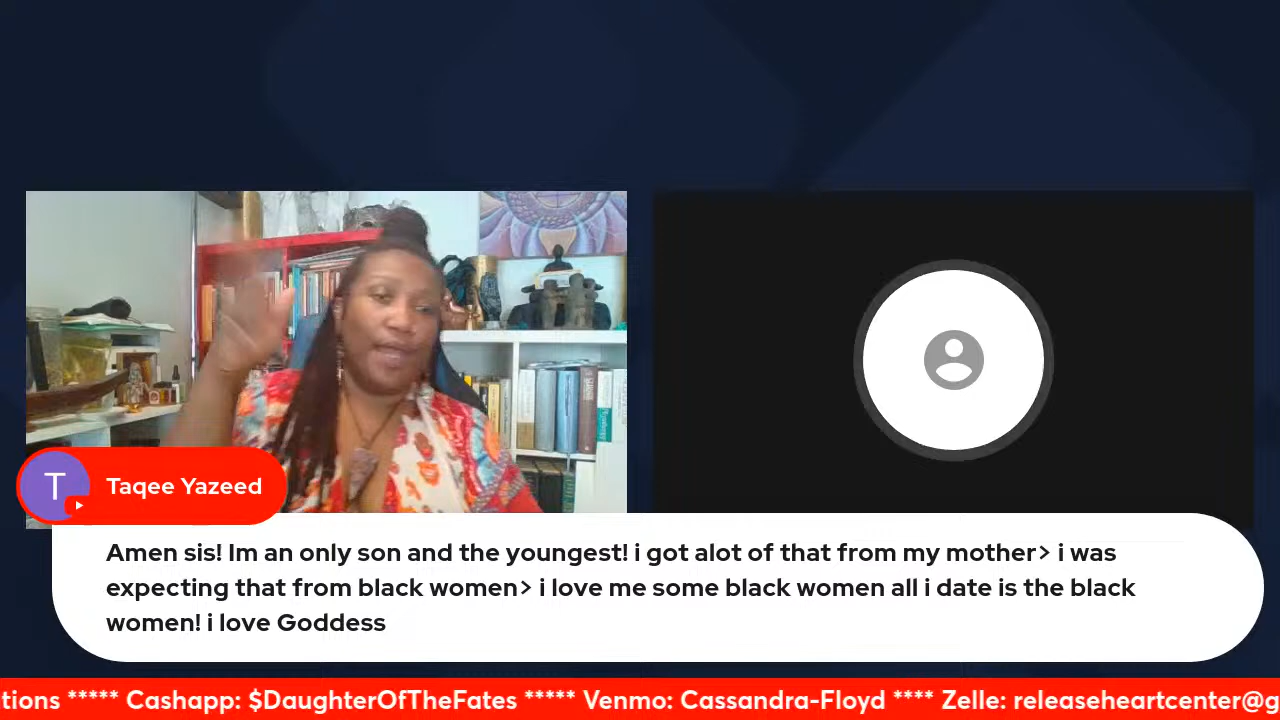 T
Taqee Yazeed
Amen sis! Im an only son and the youngest! i got alot of that from my mother> i was
expecting that from black women> i love me some black women all i date is the black
women! i love Goddess
tions ***** Cashapp: $DaughterOfTheFates ***** Venmo: Cassandra-Floyd **** Zelle: releaseheartcenter@g